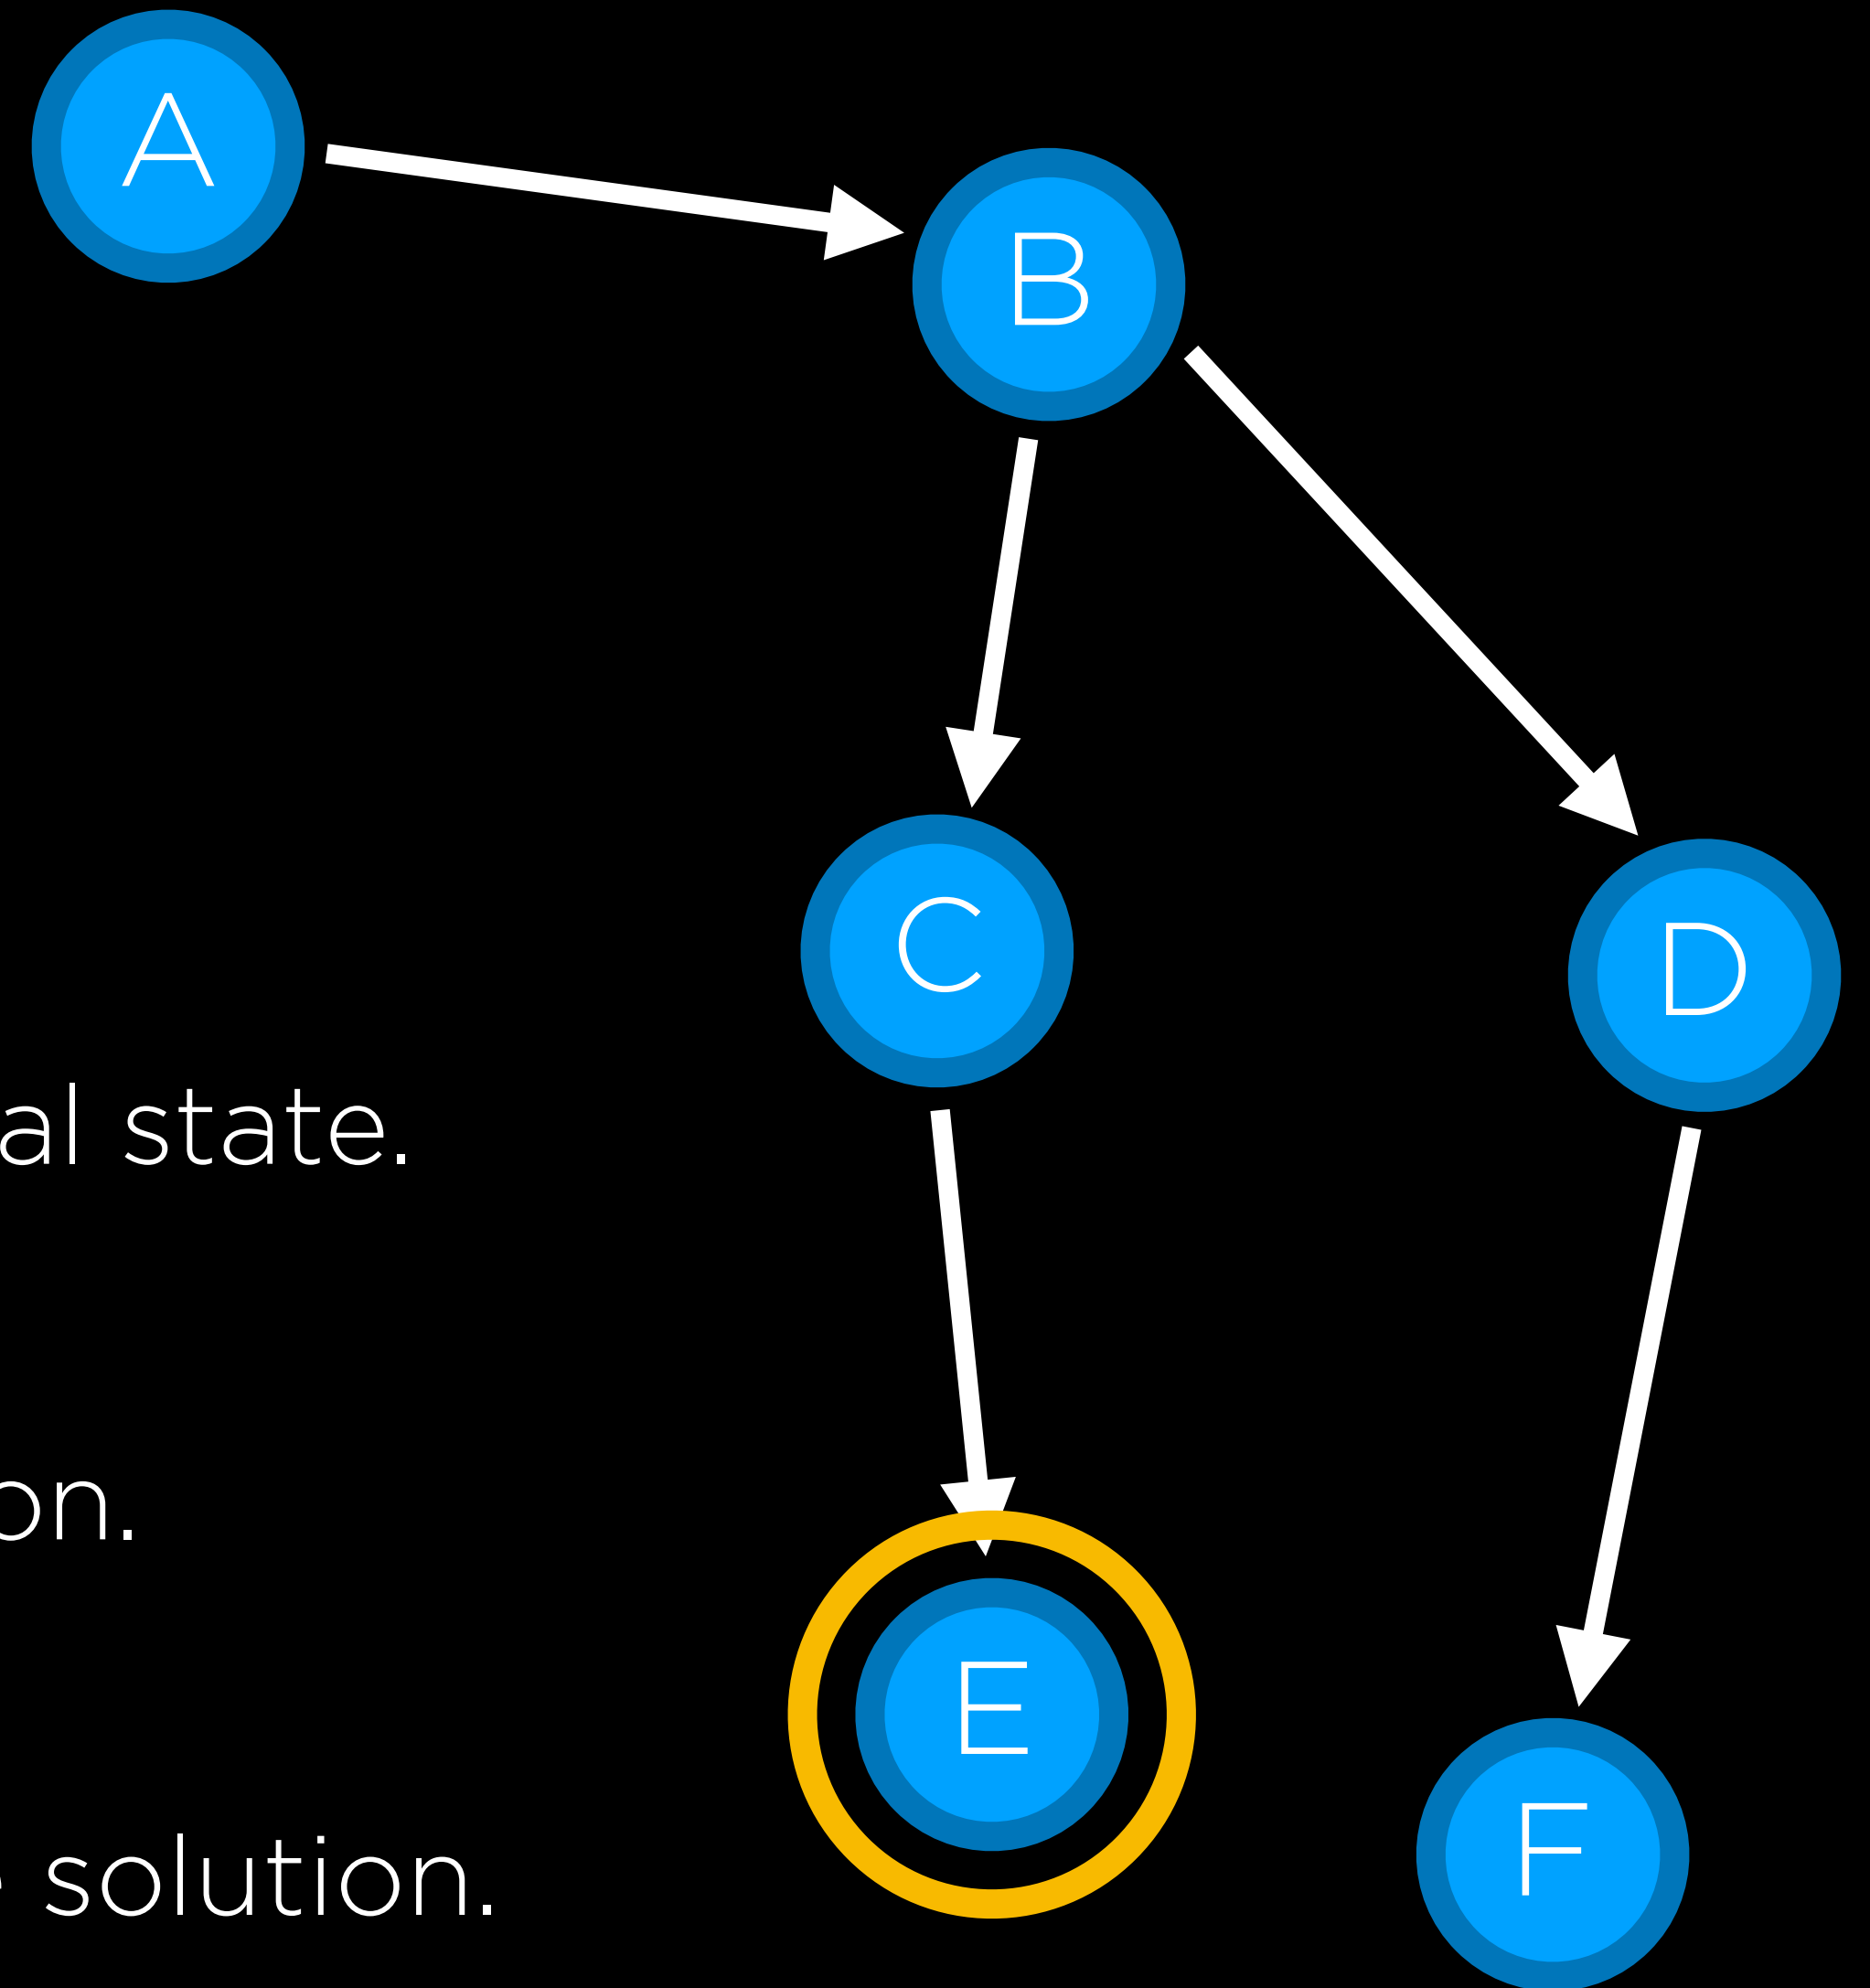 A
B
C
D
al state.
on.
E
F
solution.